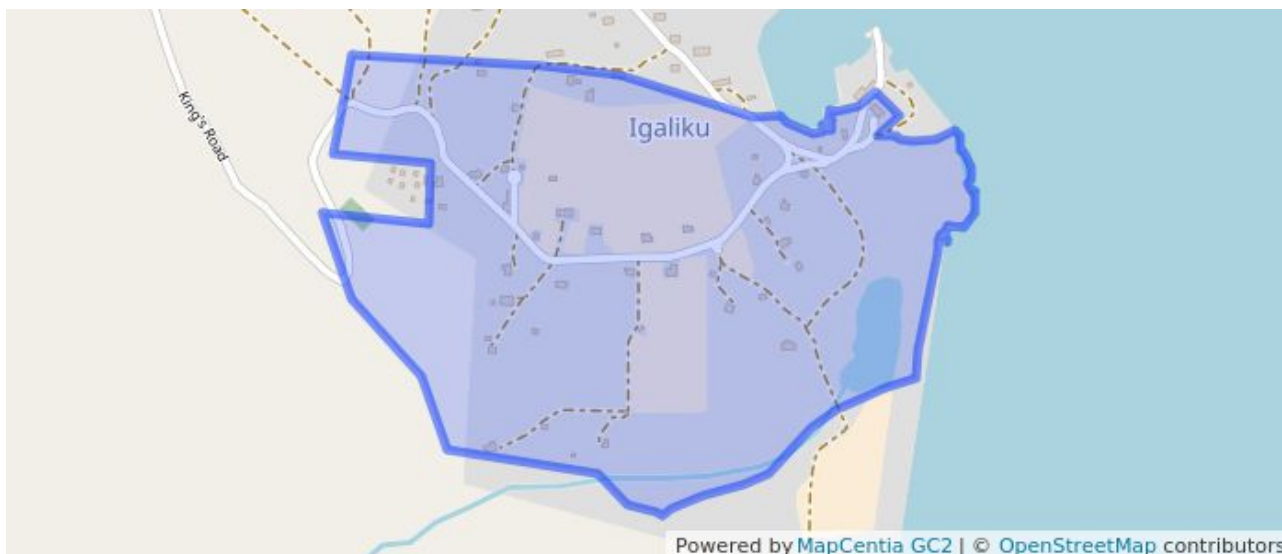 Igaliku
King's Road
Powered by MapCentia GC2 | © OpenStreetMap contributors